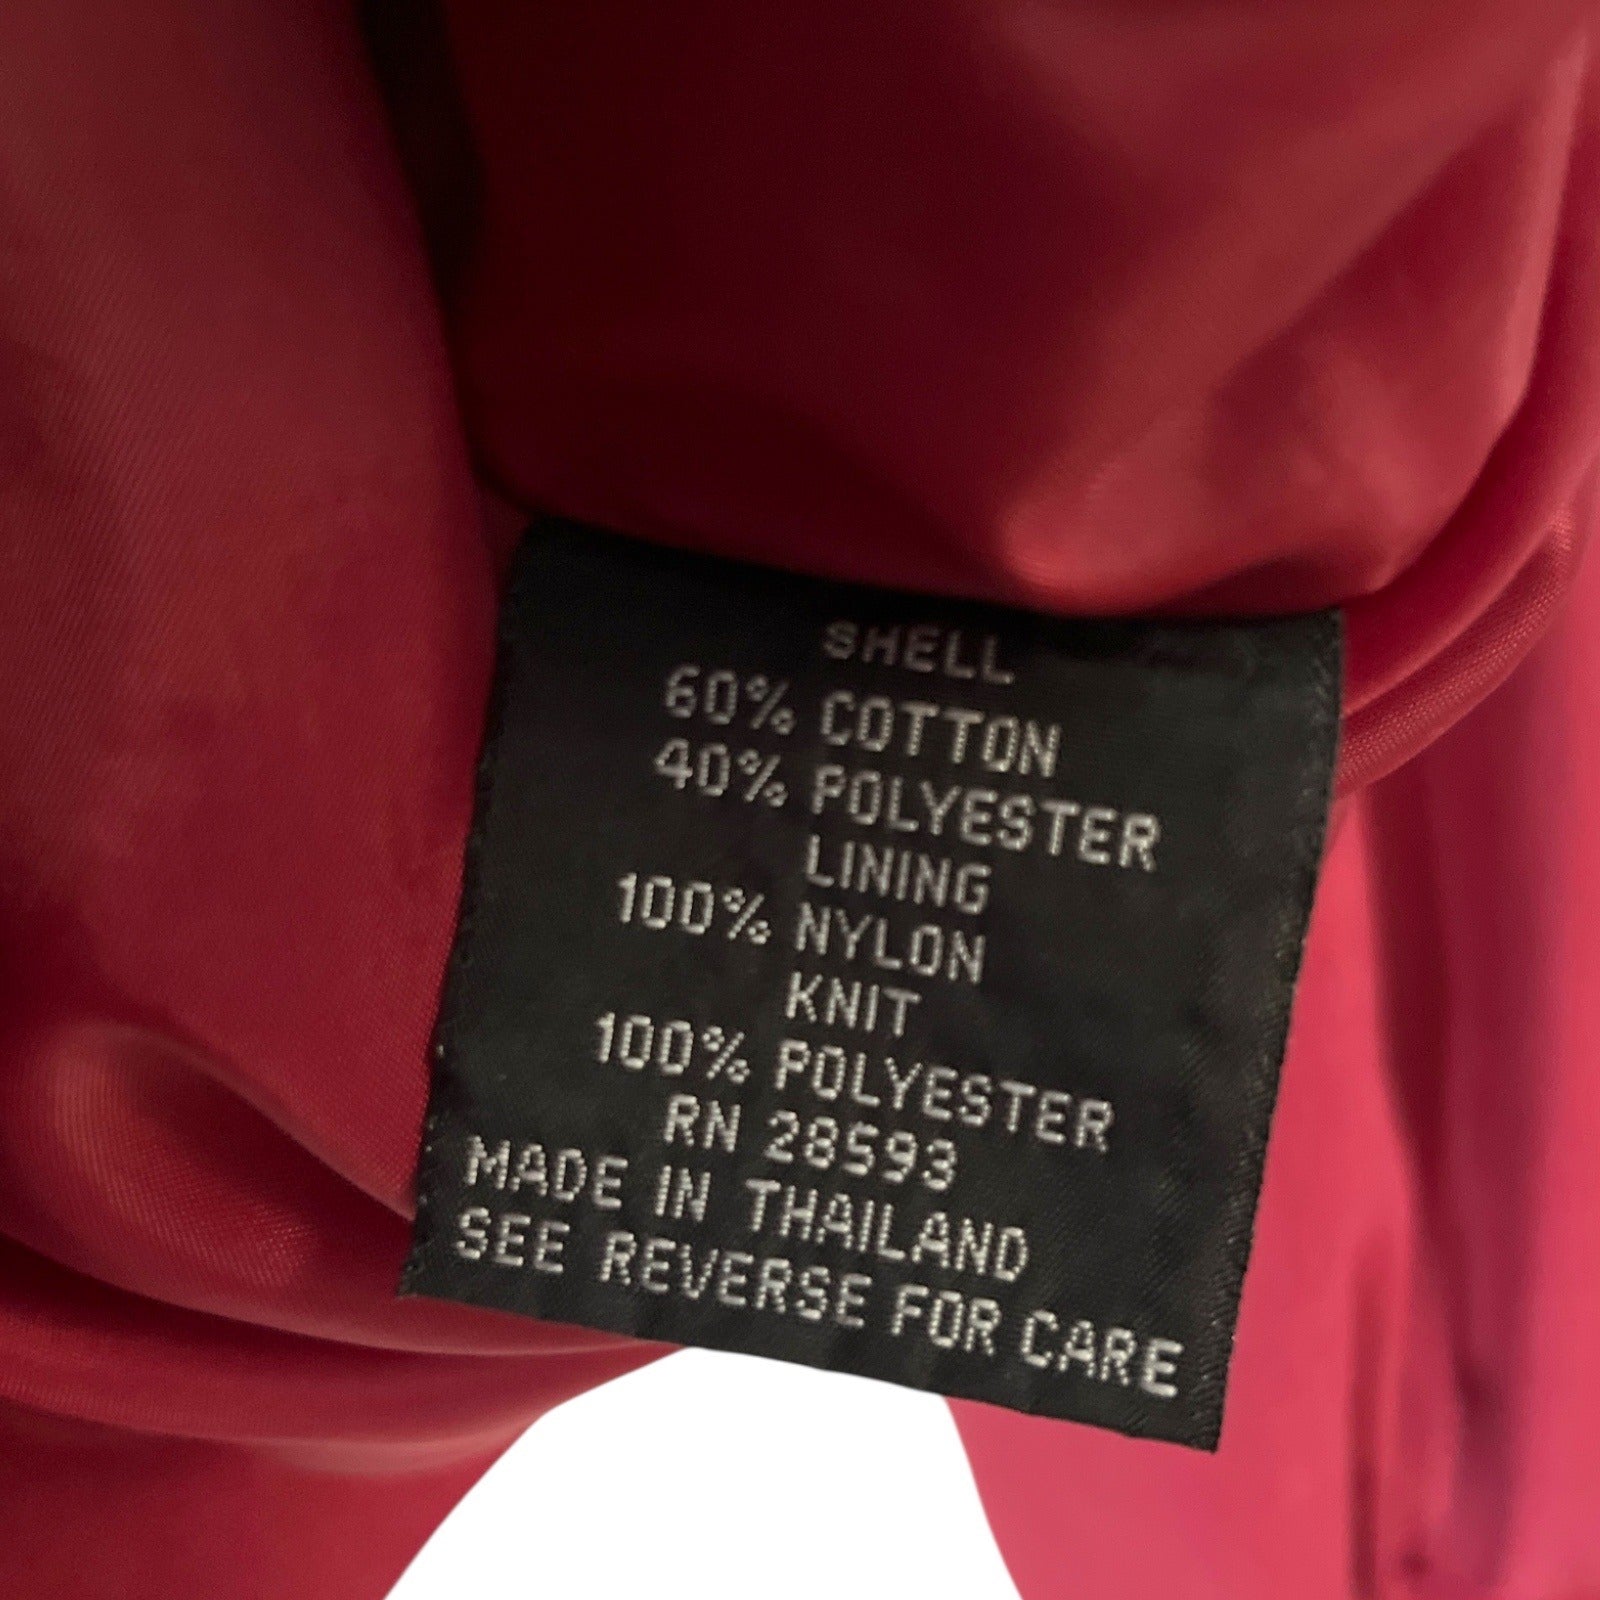 SHELL
60% COTTON
40% POLYESTER
LINING
100% NYLON
KNIT
100% POLYESTER
RN 28593
MADE IN THAILAND
SEE REVERSE FOR CARE